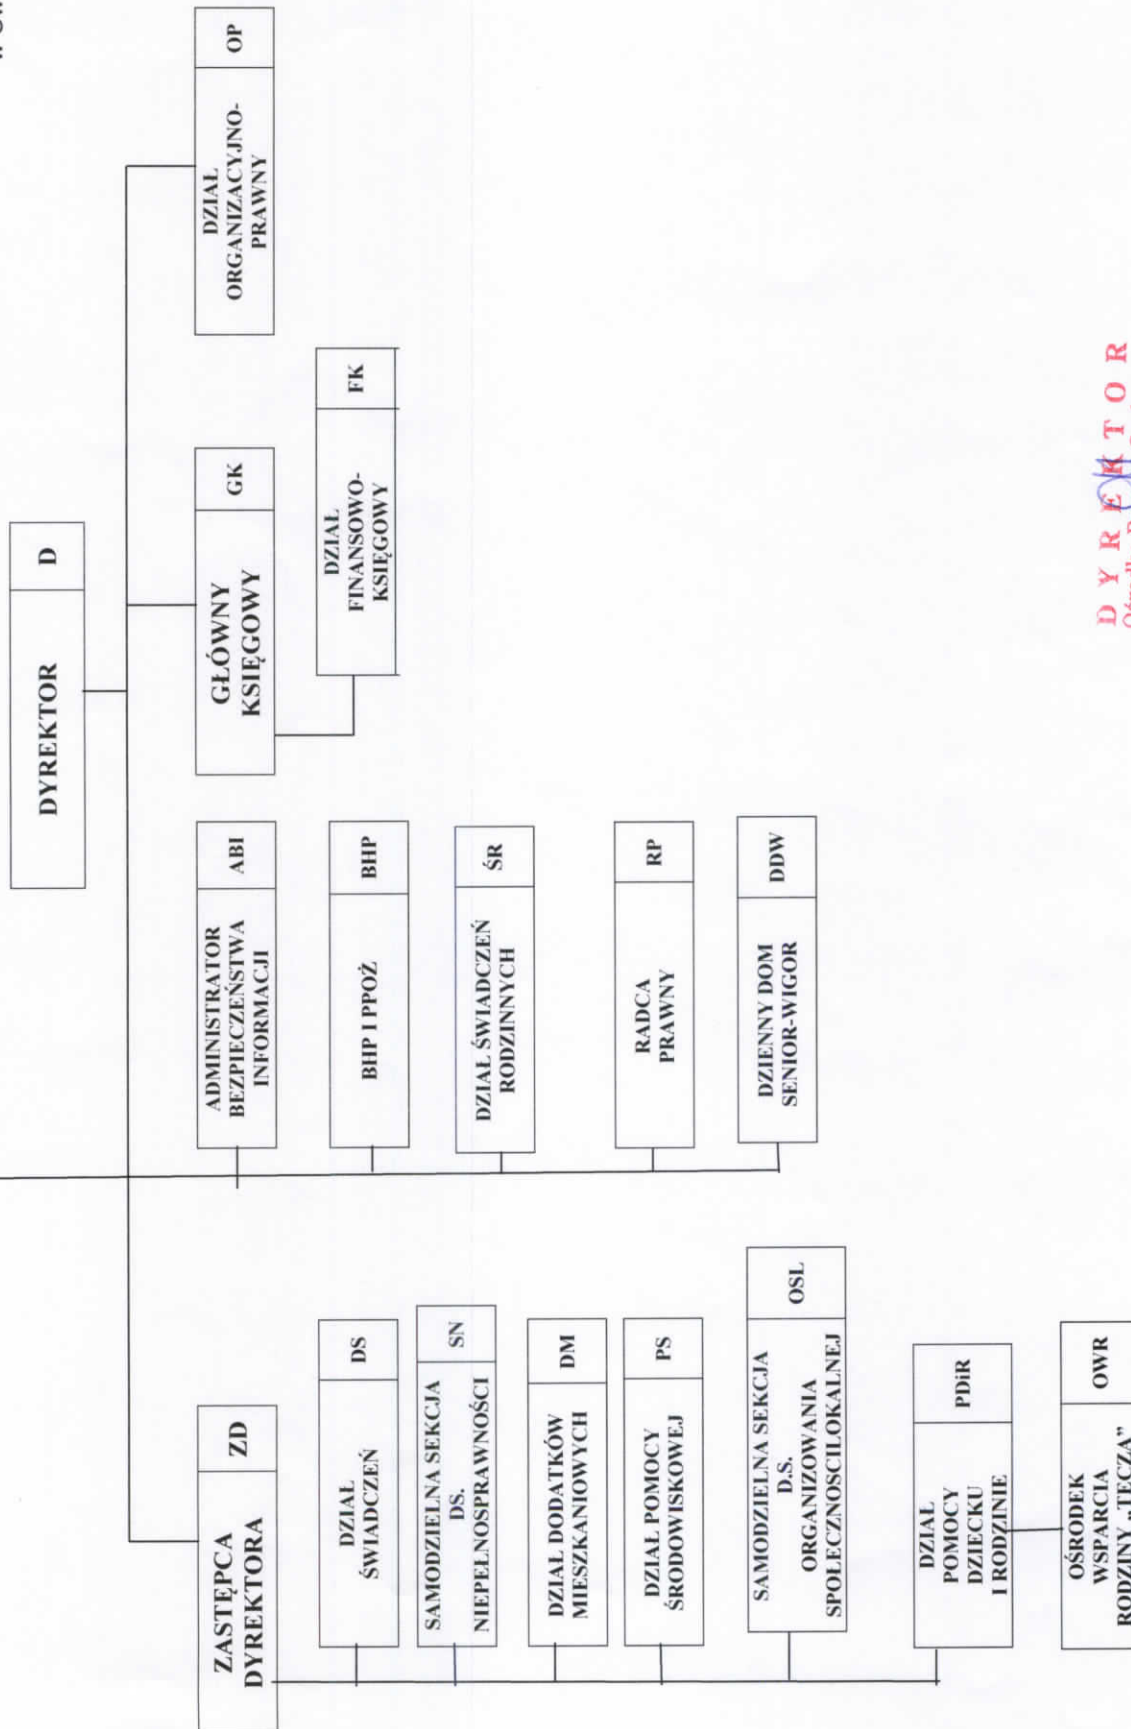 DYREKTOR
D
ZASTĘPCA
DYREKTORA
ZD
ADMINISTRATOR
BEZPIECZEŃSTWA
INFORMACJI
ABI
GŁÓWNY
KSIĘGOWY
GK
DZIAŁ
ORGANIZACYJNO-
PRAWNY
OP
DZIAŁ
ŚWIADCZEŃ
DS
BHP I PPOŻ
BHP
DZIAŁ
FINANSOWO-
KSIĘGOWY
FK
SAMODZIELNA SEKCJA
DS.
NIEPEŁNOSPRAWNOŚCI
SN
DZIAŁ ŚWIADCZEŃ
RODZINNYCH
ŚR
DZIAŁ DODATKÓW
MIESZKANIOWYCH
DM
DZIAŁ POMOCY
ŚRODOWISKOWEJ
PS
RADCA
PRAWNY
RP
SAMODZIELNA SEKCJA
D.S.
ORGANIZOWANIA
SPOŁECZNOSCILOKALNEJ
OSL
DZIENNY DOM
SENIOR-WIGOR
DDW
DZIAŁ
POMOCY
DZIECKU
I RODZINIE
PDiR
OŚRODEK
WSPARCIA
RODZINY „TĘCZA”
OWR
DYREKTOR